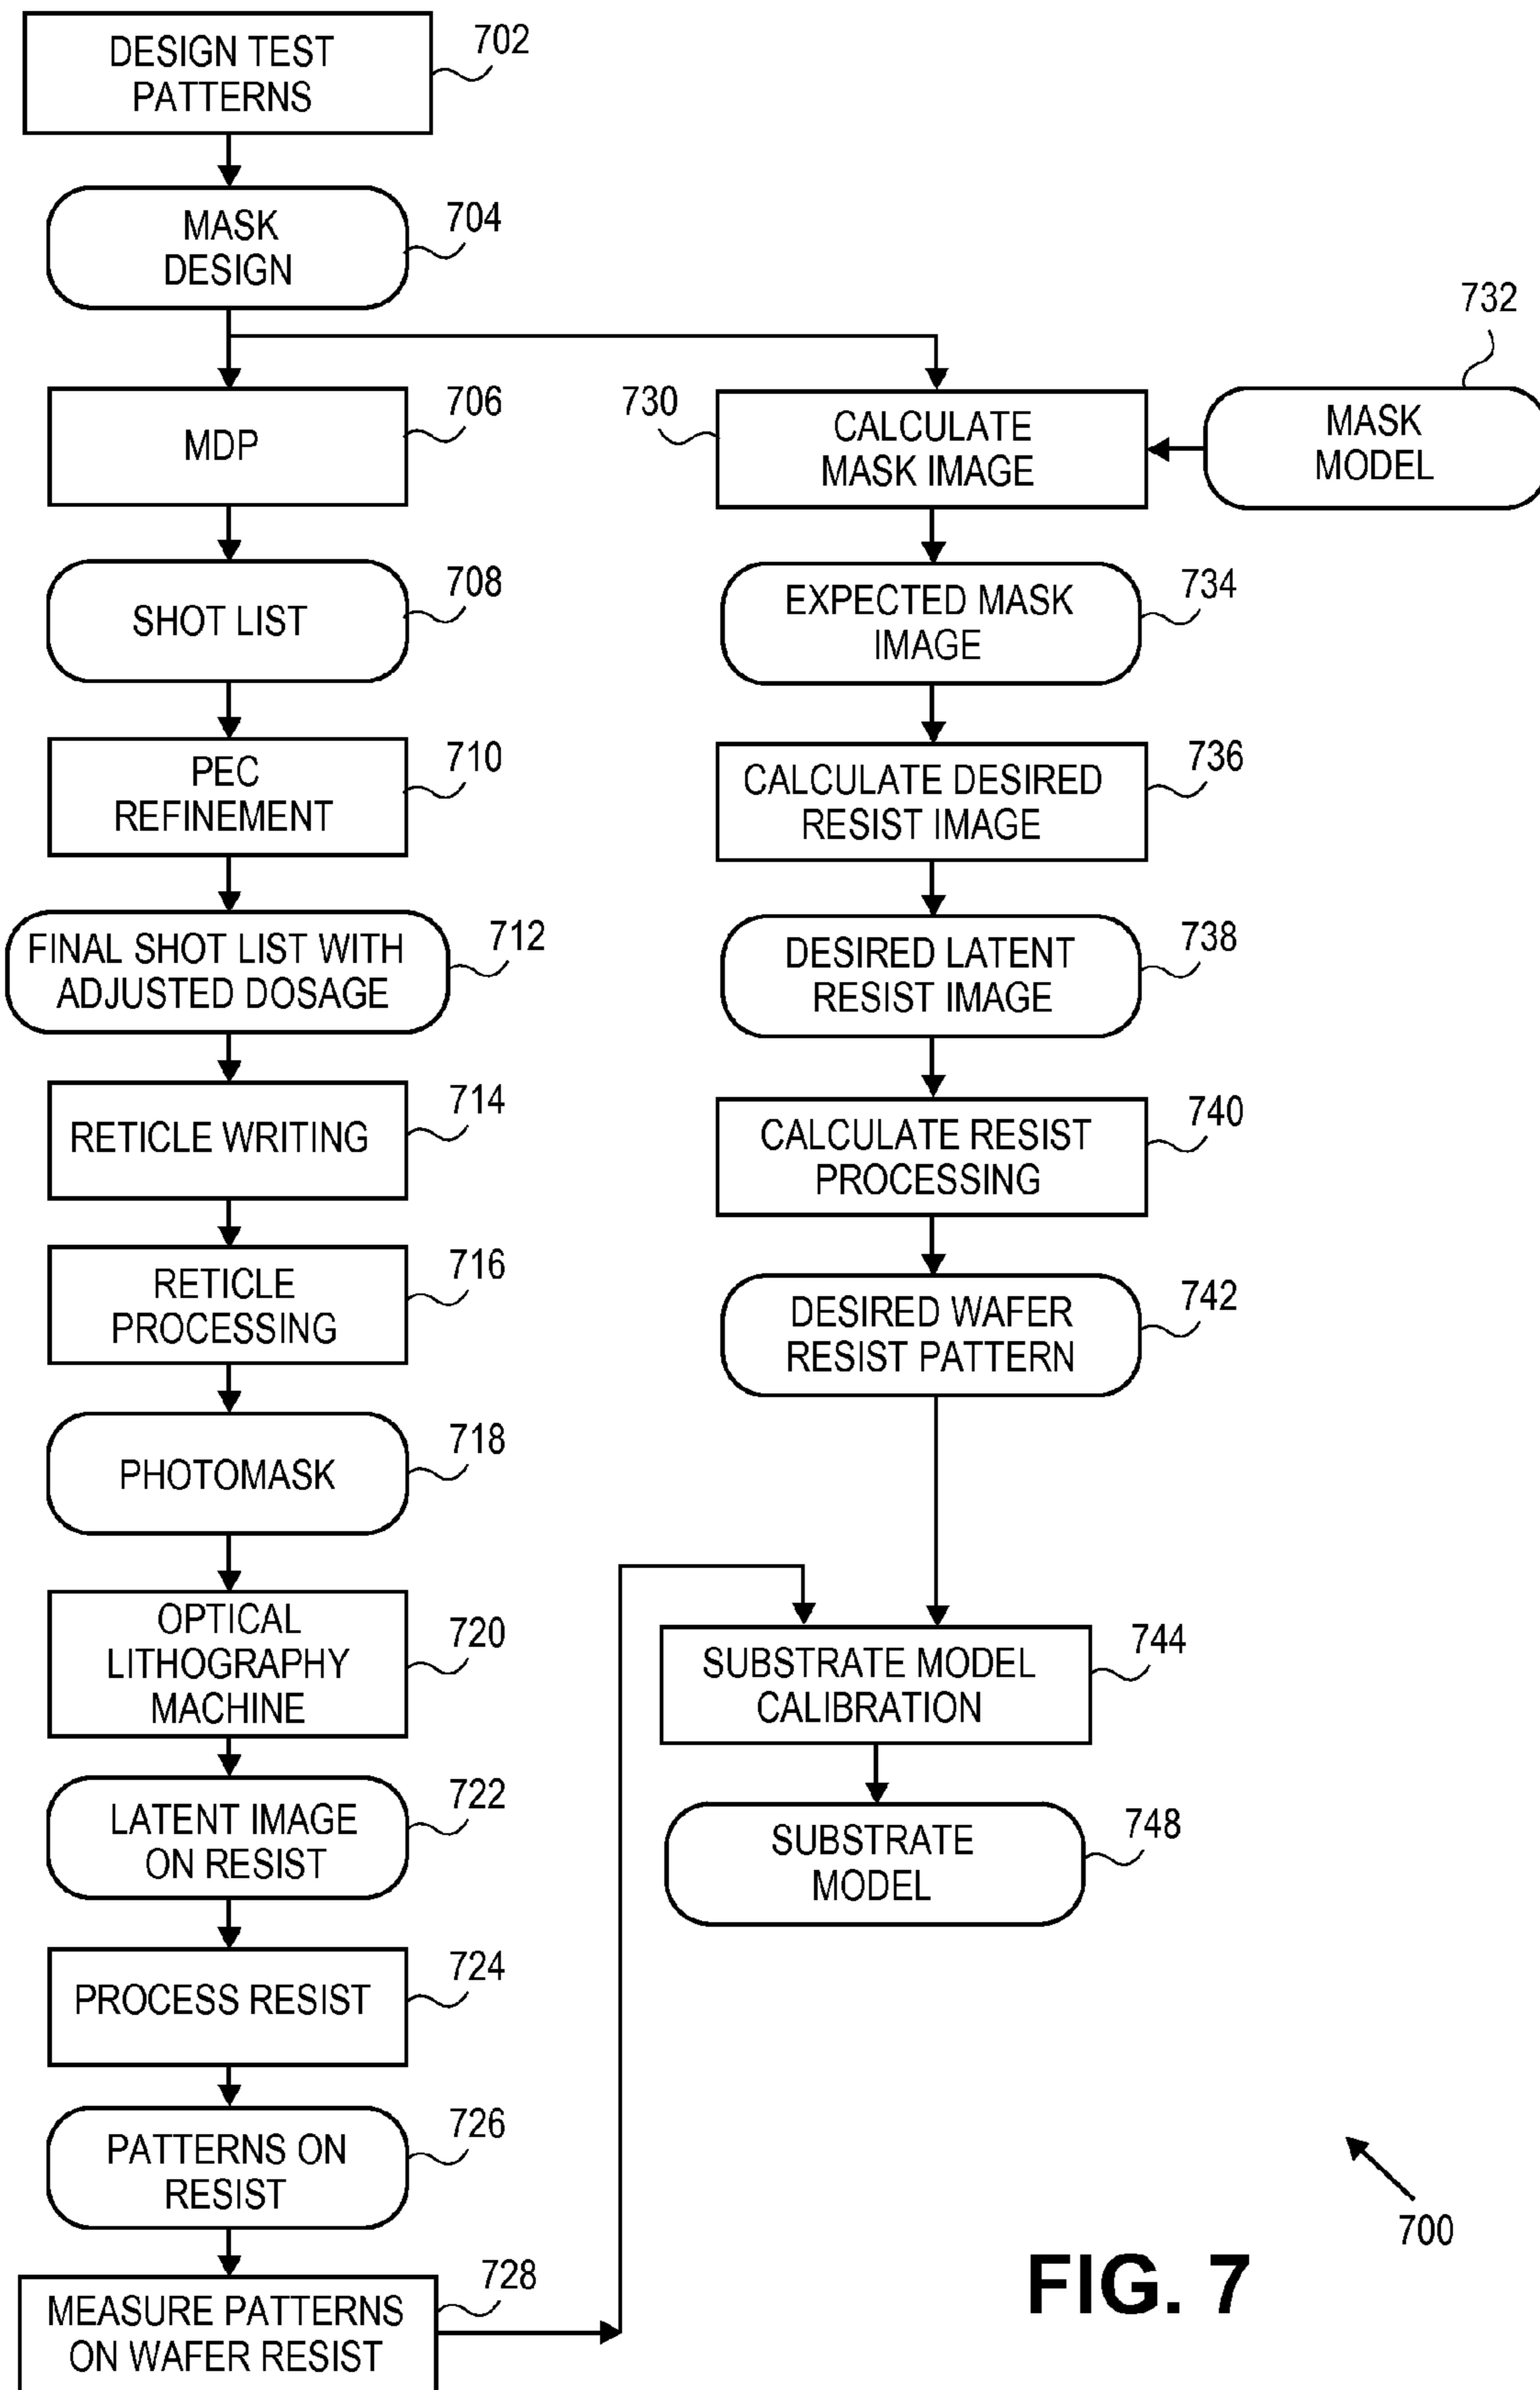 DESIGN TEST
PATTERNS
702
MASK
DESIGN
704
MDP
706
SHOT LIST
708
PEC
REFINEMENT
710
FINAL SHOT LIST WITH
ADJUSTED DOSAGE
712
RETICLE WRITING
714
RETICLE
PROCESSING
716
PHOTOMASK
718
OPTICAL
LITHOGRAPHY
MACHINE
720
LATENT IMAGE
ON RESIST
722
PROCESS RESIST
724
PATTERNS ON
RESIST
726
MEASURE PATTERNS
ON WAFER RESIST
728
730
CALCULATE
MASK IMAGE
732
MASK
MODEL
EXPECTED MASK
IMAGE
734
CALCULATE DESIRED
RESIST IMAGE
736
DESIRED LATENT
RESIST IMAGE
738
CALCULATE RESIST
PROCESSING
740
DESIRED WAFER
RESIST PATTERN
742
SUBSTRATE MODEL
CALIBRATION
744
SUBSTRATE
MODEL
748
700
FIG. 7